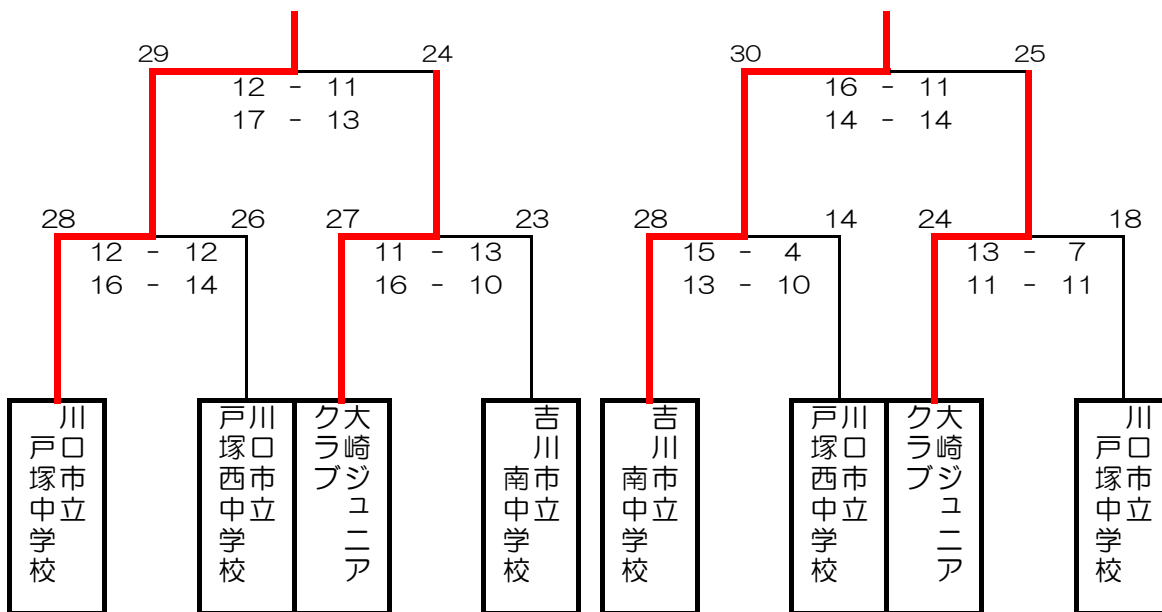 29 24
12 - 11
17 - 13
28 26 27 23
12 - 12
16 - 14
11 - 13
16 - 10
川口市立
戸塚中学校
川口市立
戸塚西中学校
大崎ジュニア
クラブ
吉川市立
南中学校
30 25
16 - 11
14 - 14
28 14 24 18
15 - 4
13 - 10
13 - 7
11 - 11
吉川市立
南中学校
川口市立
戸塚西中学校
大崎ジュニア
クラブ
川口市立
戸塚中学校